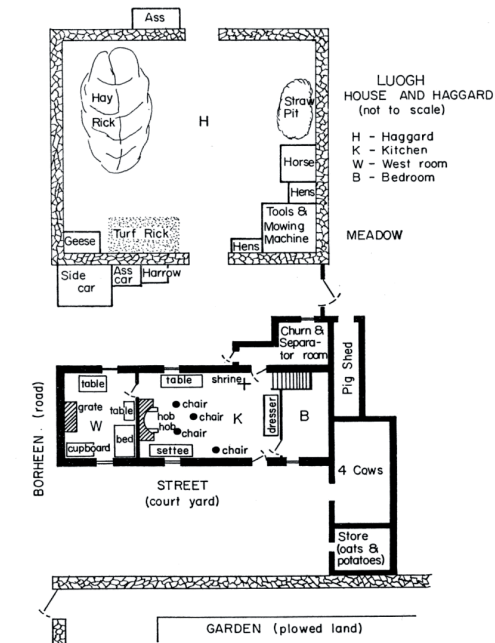 Ass
LUOGH
HOUSE AND HAGGARD
(not to scale)
H - Haggard
K - Kitchen
W - West room
B - Bedroom
Hay
Rick
H
Straw
Pit
Horse
Hens
Tools &
Mowing
Machine
Hens
MEADOW
Geese
Turf Rick
Side
car
Ass
car
Harrow
Churn &
Separa-
tor room
Pig Shed
BORHEEN (road)
table
grate
table
W
cupboard
bed
table
shrine
chair
hob
chair
hob
chair
K
dresser
B
settee
chair
4 Cows
STREET
(court yard)
Store
(oats &
potatoes)
GARDEN (plowed land)